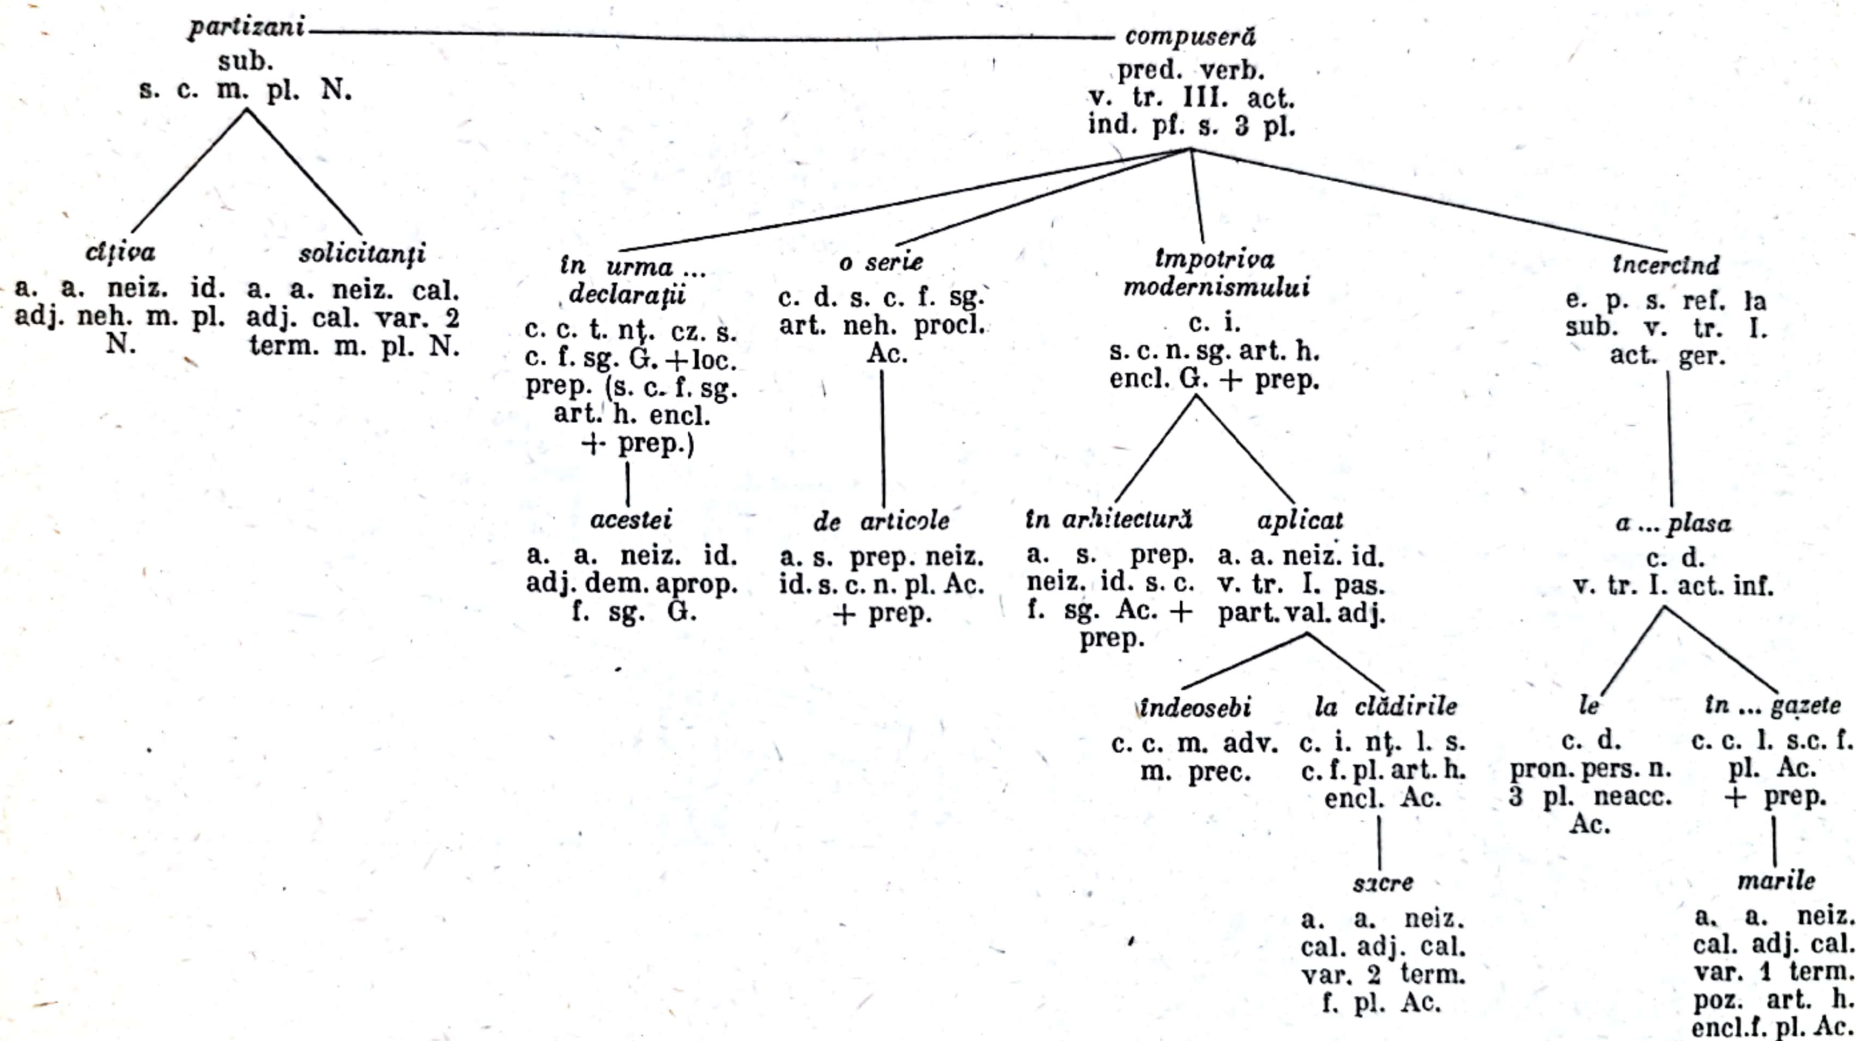 partizani
sub.
s. c. m. pl. N.
compuseră
pred. verb.
v. tr. III. act.
ind. pf. s. 3 pl.
cîțiva
a. a. neiz. id.
adj. neh. m. pl.
N.
solicitanți
a. a. neiz. cal.
adj. cal. var. 2
term. m. pl. N.
în urma ...
declarații
c. c. t. nț. cz. s.
c. f. sg. G. +loc.
prep. (s. c. f. sg.
art. h. encl.
+ prep.)
o serie
c. d. s. c. f. sg.
art. neh. procl.
Ac.
împotriva
modernismului
c. i.
s. c. n. sg. art. h.
encl. G. + prep.
încercînd
e. p. s. ref. la
sub. v. tr. I.
act. ger.
acestei
a. a. neiz. id.
adj. dem. aprop.
f. sg. G.
de articole
a. s. prep. neiz.
id. s. c. n. pl. Ac.
+ prep.
în arhitectură
a. s. prep.
neiz. id. s. c.
f. sg. Ac. +
prep.
aplicat
a. a. neiz. id.
v. tr. I. pas.
part. val. adj.
a ... plasa
c. d.
v. tr. I. act. inf.
îndeosebi
c. c. m. adv.
m. prec.
la clădirile
c. i. nț. l. s.
c. f. pl. art. h.
encl. Ac.
le
c. d.
pron. pers. n.
3 pl. neacc.
Ac.
în ... gazete
c. c. l. s.c. f.
pl. Ac.
+ prep.
sacre
a. a. neiz.
cal. adj. cal.
var. 2 term.
f. pl. Ac.
marile
a. a. neiz.
cal. adj. cal.
var. 1 term.
poz. art. h.
encl.f. pl. Ac.